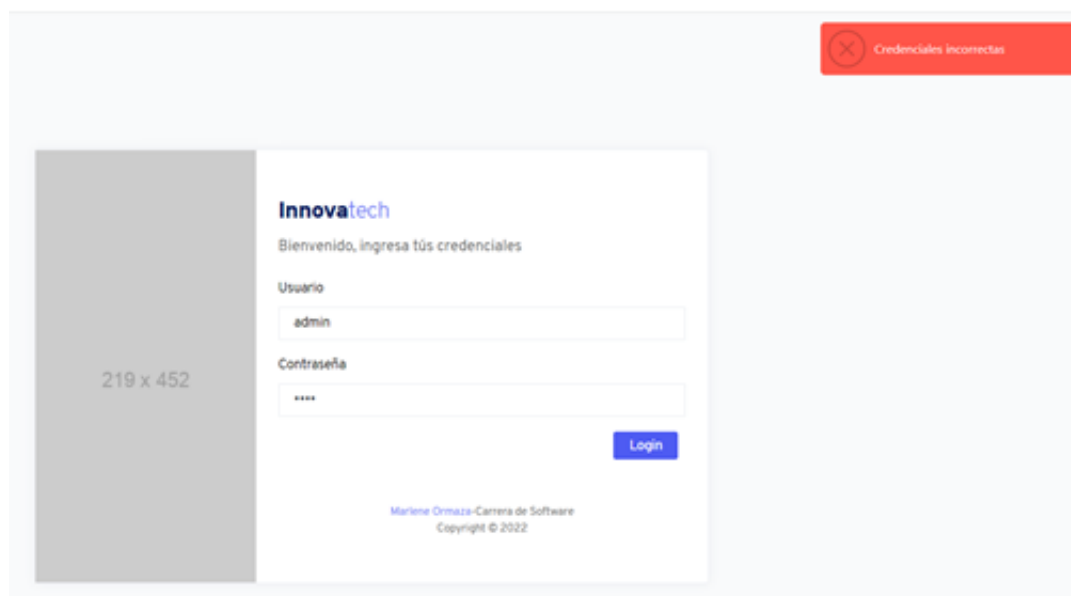 Credenciales incorrectas
Innovatech
Bienvenido, ingresa tús credenciales
Usuario
admin
Contraseña
••••
219 x 452
Login
Marlene Ormaza-Carrera de Software
Copyright © 2022